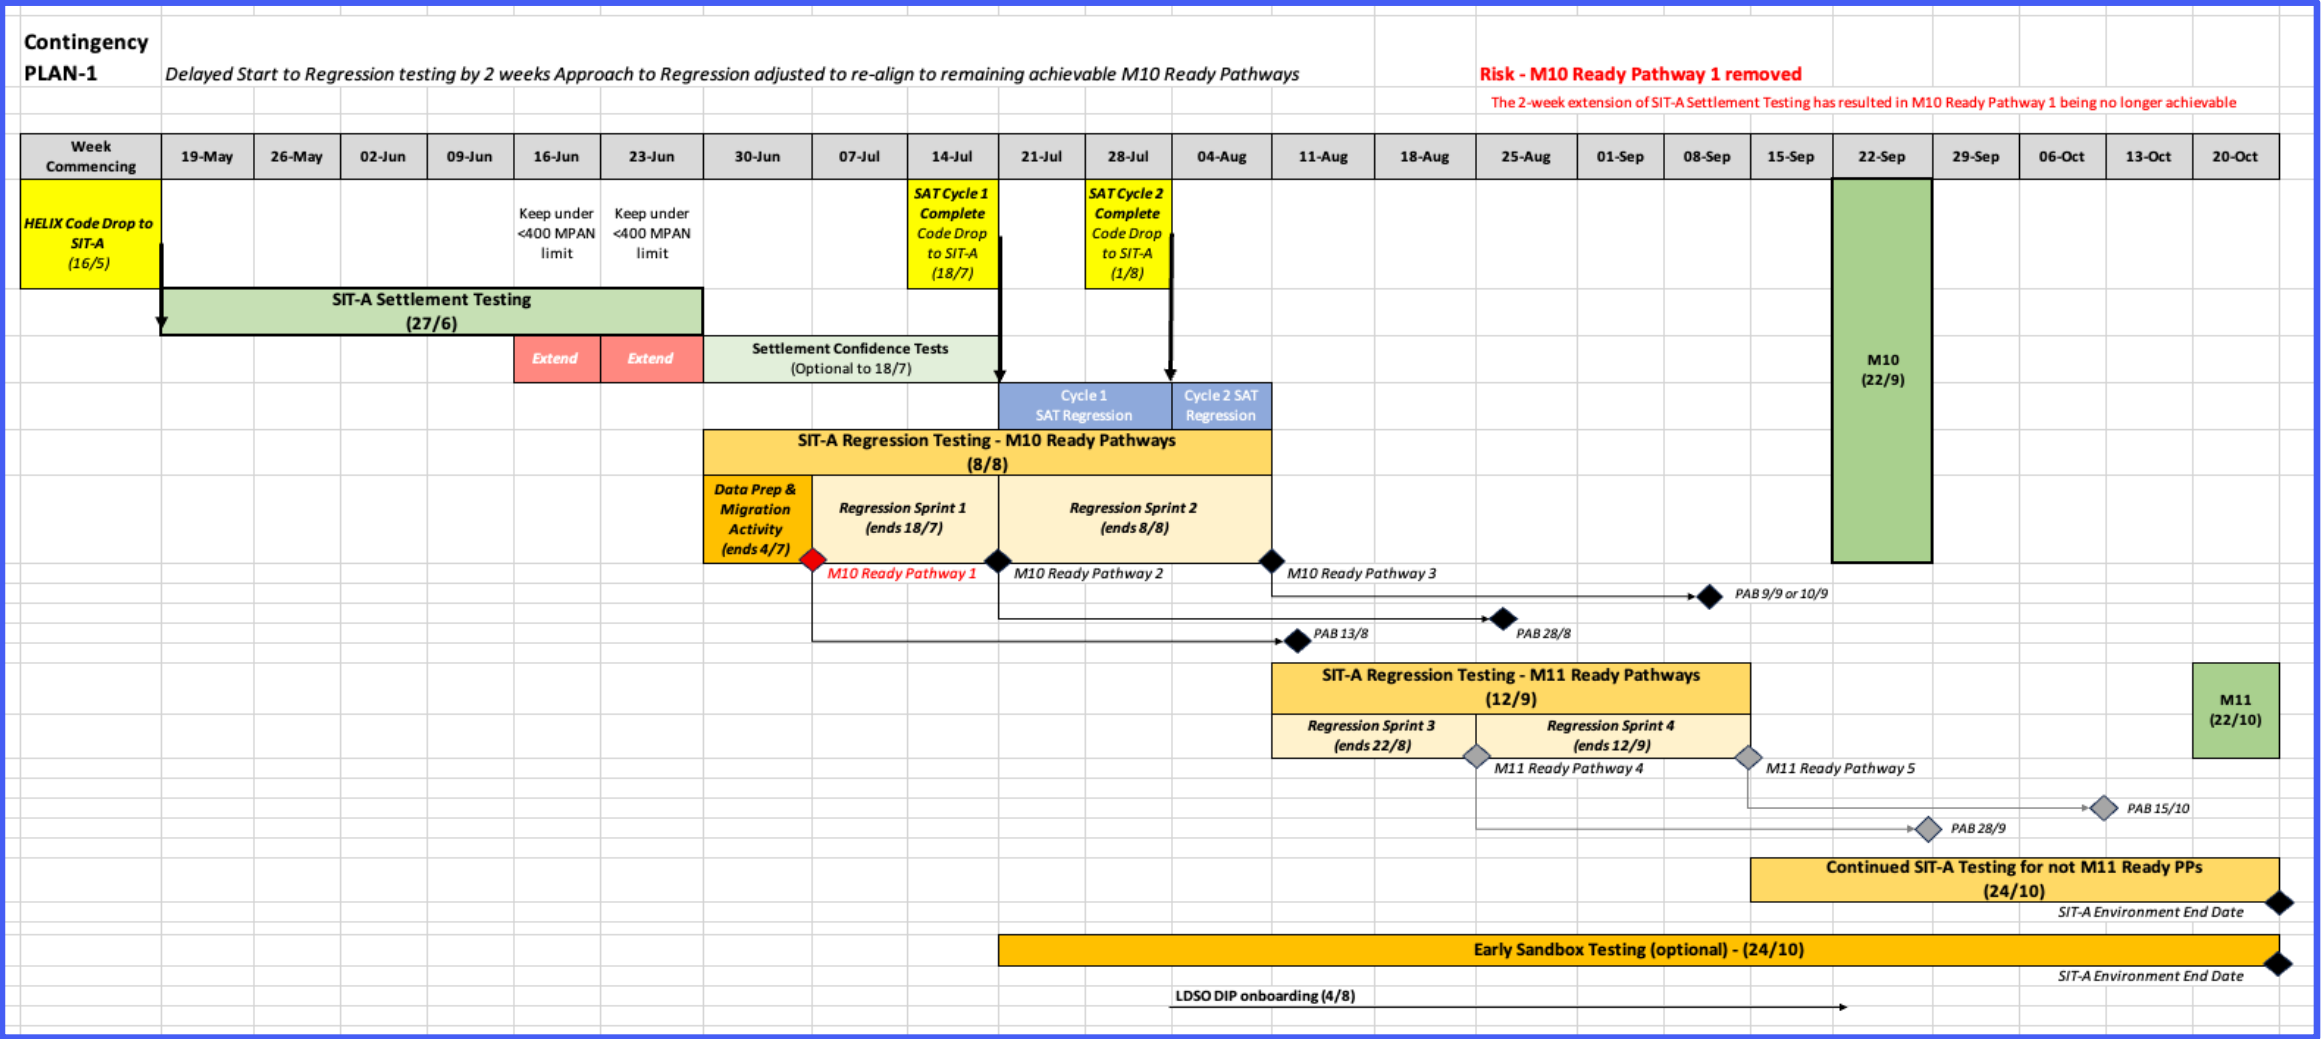 Contingency
PLAN-1
Delayed Start to Regression testing by 2 weeks Approach to Regression adjusted to re-align to remaining achievable M10 Ready Pathways
Risk - M10 Ready Pathway 1 removed
The 2-week extension of SIT-A Settlement Testing has resulted in M10 Ready Pathway 1 being no longer achievable
Week
Commencing
19-May
26-May
02-Jun
09-Jun
16-Jun
23-Jun
30-Jun
07-Jul
14-Jul
21-Jul
28-Jul
04-Aug
11-Aug
18-Aug
25-Aug
01-Sep
08-Sep
15-Sep
22-Sep
29-Sep
06-Oct
13-Oct
20-Oct
HELIX Code Drop to
SIT-A
(16/5)
Keep under
<400 MPAN
limit
Keep under
<400 MPAN
limit
SAT Cycle 1
Complete
Code Drop
to SIT-A
(18/7)
SAT Cycle 2
Complete
Code Drop
to SIT-A
(1/8)
M10
(22/9)
SIT-A Settlement Testing
(27/6)
Extend
Extend
Settlement Confidence Tests
(Optional to 18/7)
Cycle 1
SAT Regression
Cycle 2 SAT
Regression
SIT-A Regression Testing - M10 Ready Pathways
(8/8)
Data Prep &
Migration
Activity
(ends 4/7)
Regression Sprint 1
(ends 18/7)
Regression Sprint 2
(ends 8/8)
M10 Ready Pathway 1
M10 Ready Pathway 2
M10 Ready Pathway 3
PAB 9/9 or 10/9
PAB 28/8
PAB 13/8
SIT-A Regression Testing - M11 Ready Pathways
(12/9)
Regression Sprint 3
(ends 22/8)
Regression Sprint 4
(ends 12/9)
M11
(22/10)
M11 Ready Pathway 4
M11 Ready Pathway 5
PAB 15/10
PAB 28/9
Continued SIT-A Testing for not M11 Ready PPs
(24/10)
SIT-A Environment End Date
Early Sandbox Testing (optional) - (24/10)
SIT-A Environment End Date
LDSO DIP onboarding (4/8)